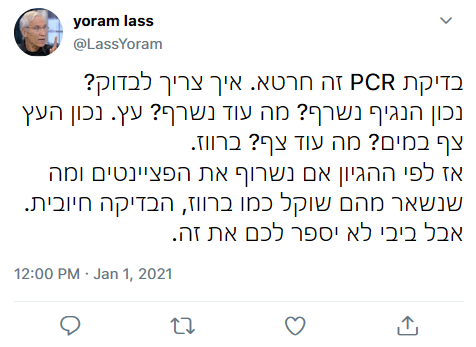 yoram lass
@LassYoram
בדיקת PCR זה חרטא. איך צריך לבדוק?
נכון הנגיף נשרף? מה עוד נשרף? עץ. נכון העץ
צף במים? מה עוד צף? ברווז.
אז לפי ההגיון אם נשרוף את הפציינטים ומה
שנשאר מהם שוקל כמו ברווז, הבדיקה חיובית.
אבל ביבי לא יספר לכם את זה.
12:00 PM · Jan 1, 2021